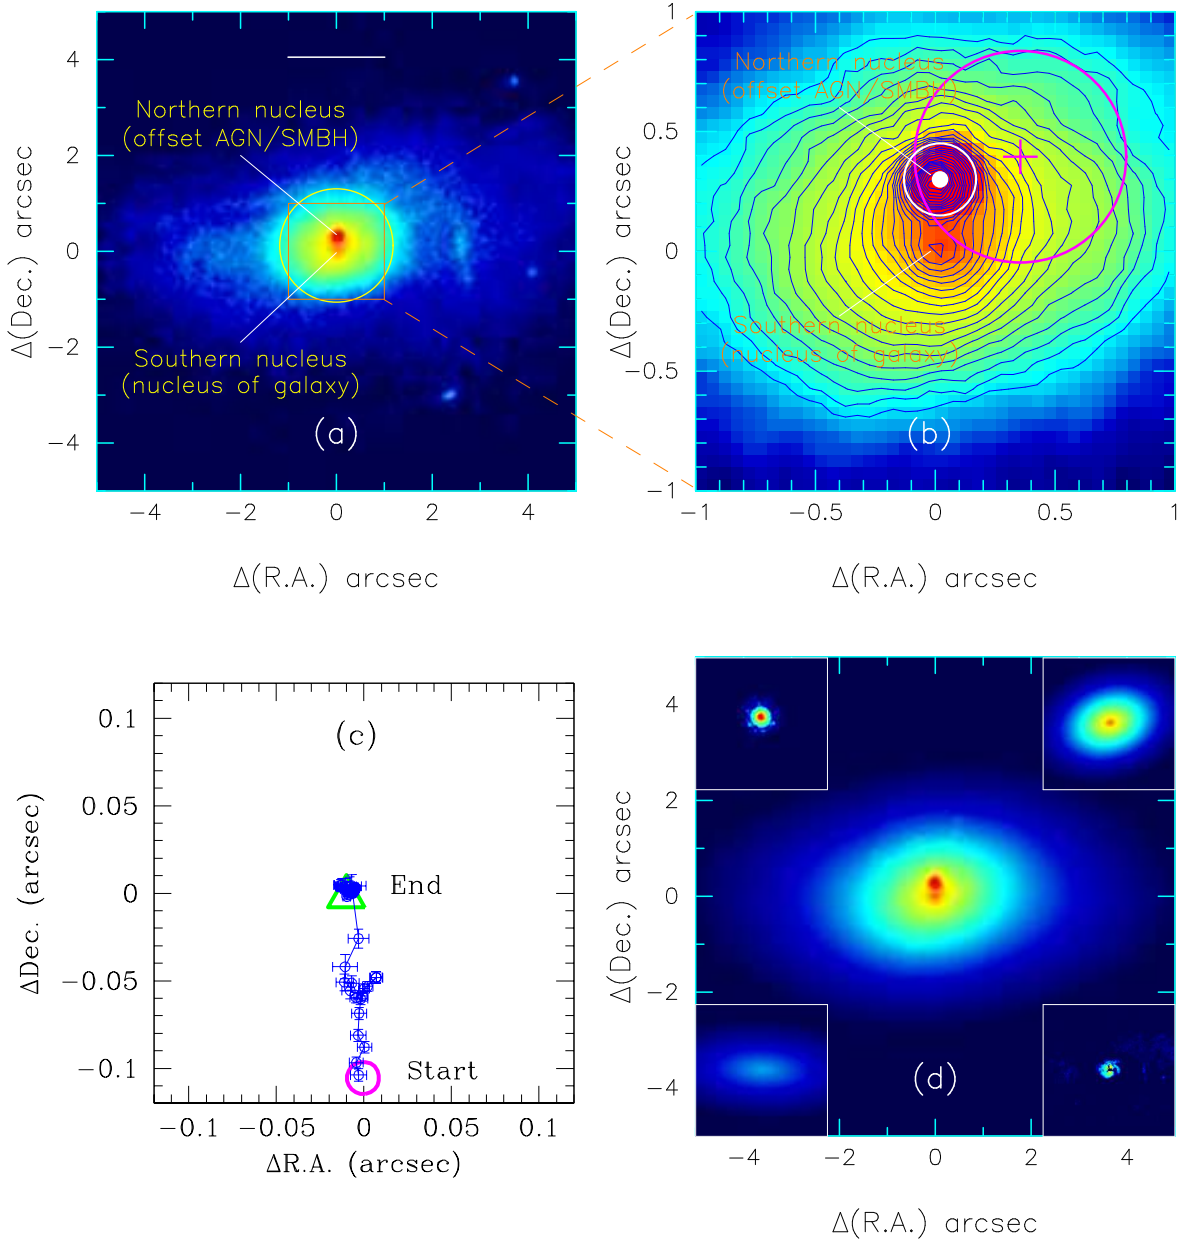 4
2
0
−2
−4
Δ(Dec.) arcsec
Northern nucleus
(offset AGN/SMBH)
Southern nucleus
(nucleus of galaxy)
(a)
−4 −2 0 2 4
Δ(R.A.) arcsec
1
0.5
0
−0.5
−1
Δ(Dec.) arcsec
Northern nucleus
(offset AGN/SMBH)
Southern nucleus
(nucleus of galaxy)
(b)
−1 −0.5 0 0.5 1
Δ(R.A.) arcsec
0.1
0.05
0
−0.05
−0.1
ΔDec. (arcsec)
(c)
End
Start
−0.1 −0.05 0 0.05 0.1
ΔR.A. (arcsec)
4
2
0
−2
−4
Δ(Dec.) arcsec
(d)
−4 −2 0 2 4
Δ(R.A.) arcsec